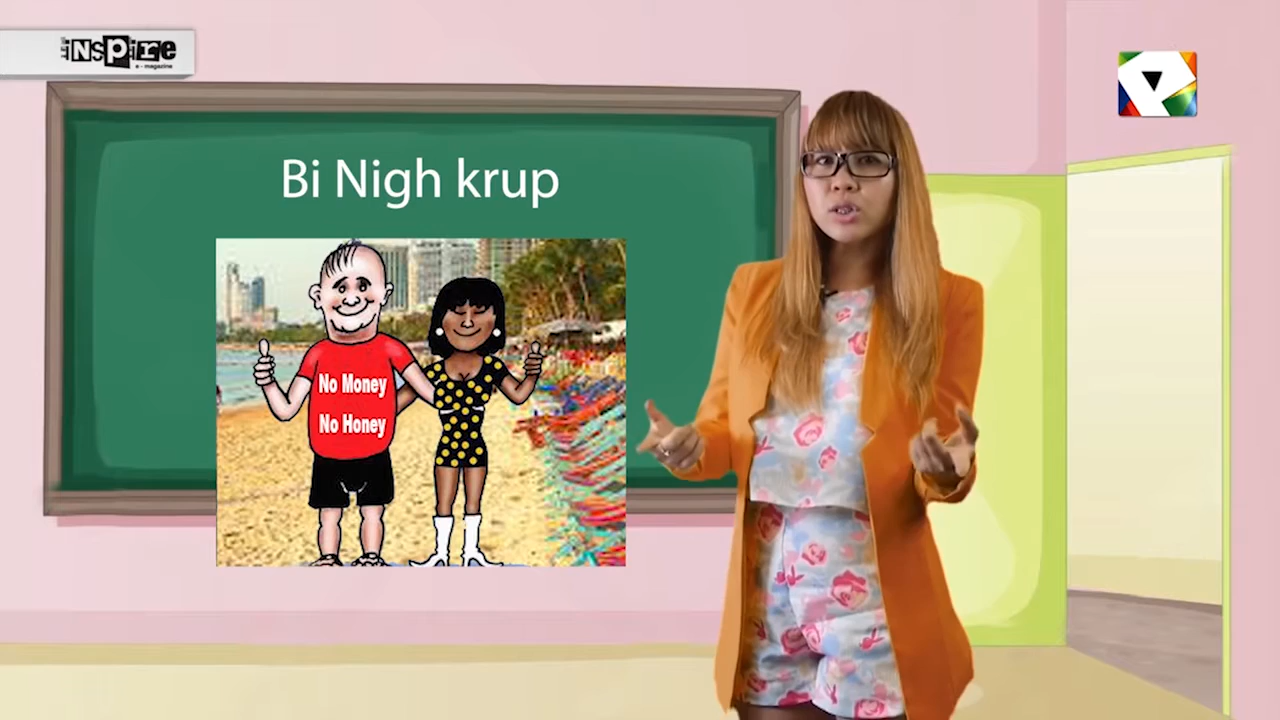 inspire
e - magazine
Bi Nigh krup
No Money
No Honey